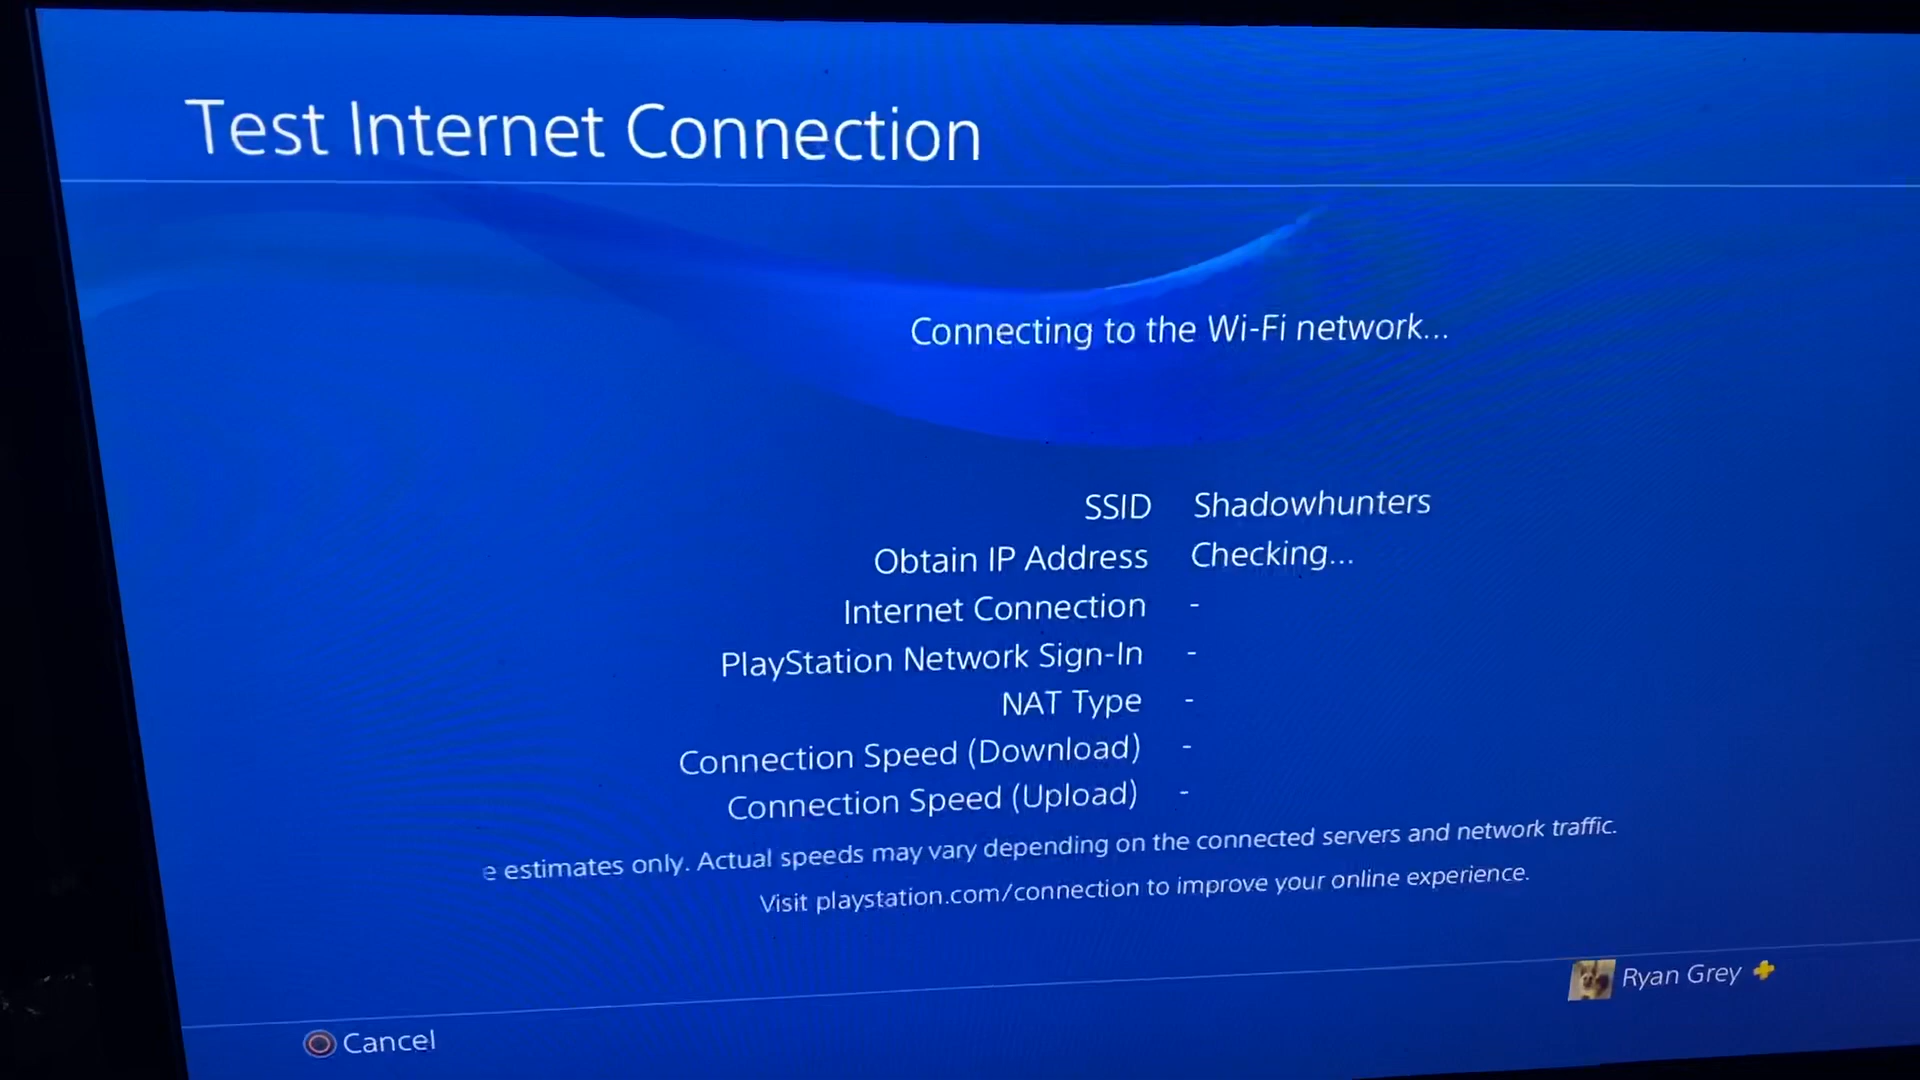 Test Internet Connection
Connecting to the Wi-Fi network...
SSID Shadowhunters
Obtain IP Address Checking...
Internet Connection -
PlayStation Network Sign-In -
NAT Type -
Connection Speed (Download) -
Connection Speed (Upload) -
e estimates only. Actual speeds may vary depending on the connected servers and network traffic.
Visit playstation.com/connection to improve your online experience.
Ryan Grey
Cancel